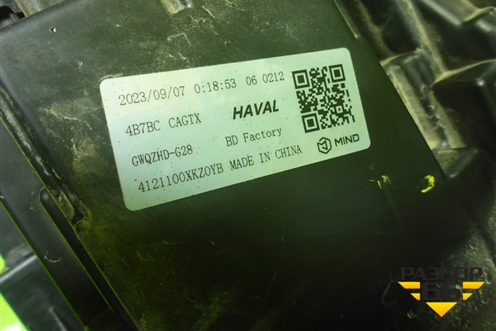 2023/09/07 0:18:53 06 0212
4B7BC CAGTX HAVAL
GWQZHD-G28 BD Factory MIND
4121100XKZ0YB MADE IN CHINA
РАЗБОР